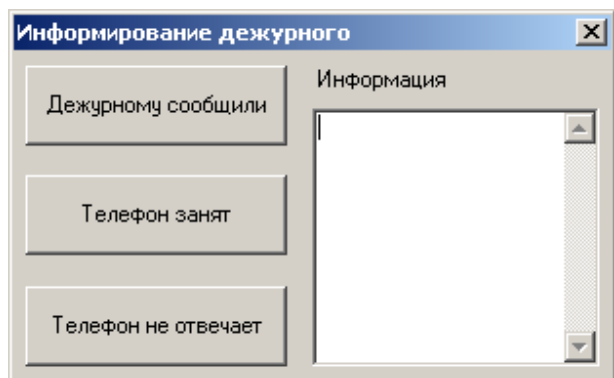 Информирование дежурного
Дежурному сообщили
Информация
Телефон занят
Телефон не отвечает